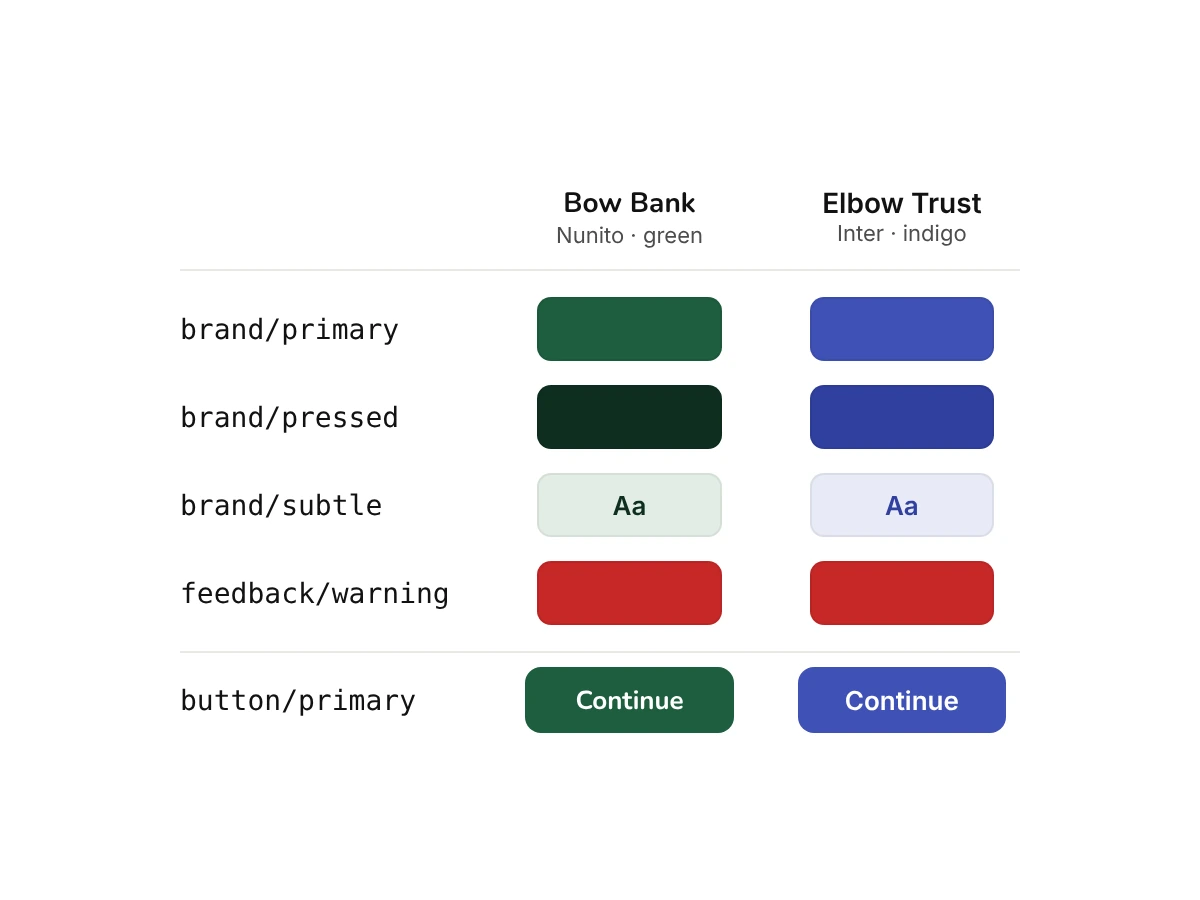 Bow Bank Elbow Trust
Nunito · green Inter · indigo
brand/primary
brand/pressed
brand/subtle Aa Aa
feedback/warning
button/primary Continue Continue